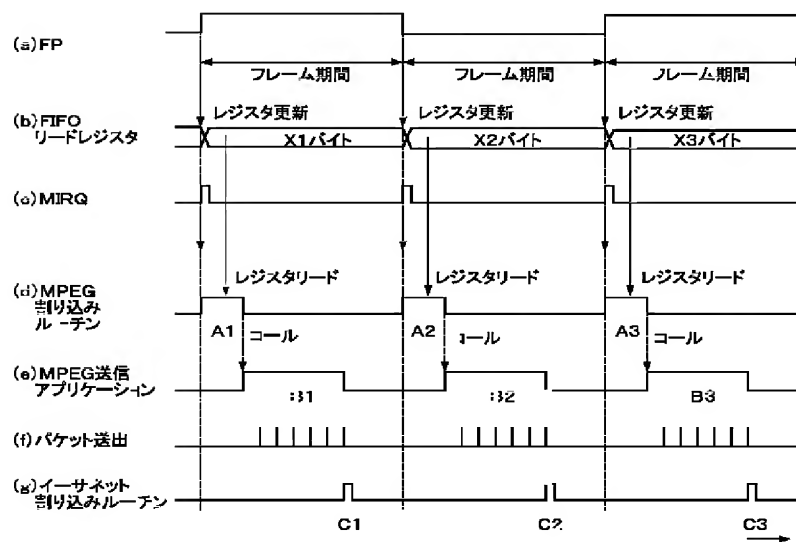 (a)FP
フレーム期間 フレーム期間 フレーム期間
(b)FIFO
リードレジスタ
レジスタ更新 レジスタ更新 レジスタ更新
X1バイト X2バイト X3バイト
(c)MIRQ
レジスタリード レジスタリード レジスタリード
(d)MPEG
割り込み
ルーチン
A1 コール A2 コール A3 コール
(e)MPEG送信
アプリケーション
B1 B2 B3
(f)パケット送出
(g)イーサネット
割り込みルーチン
C1 C2 C3